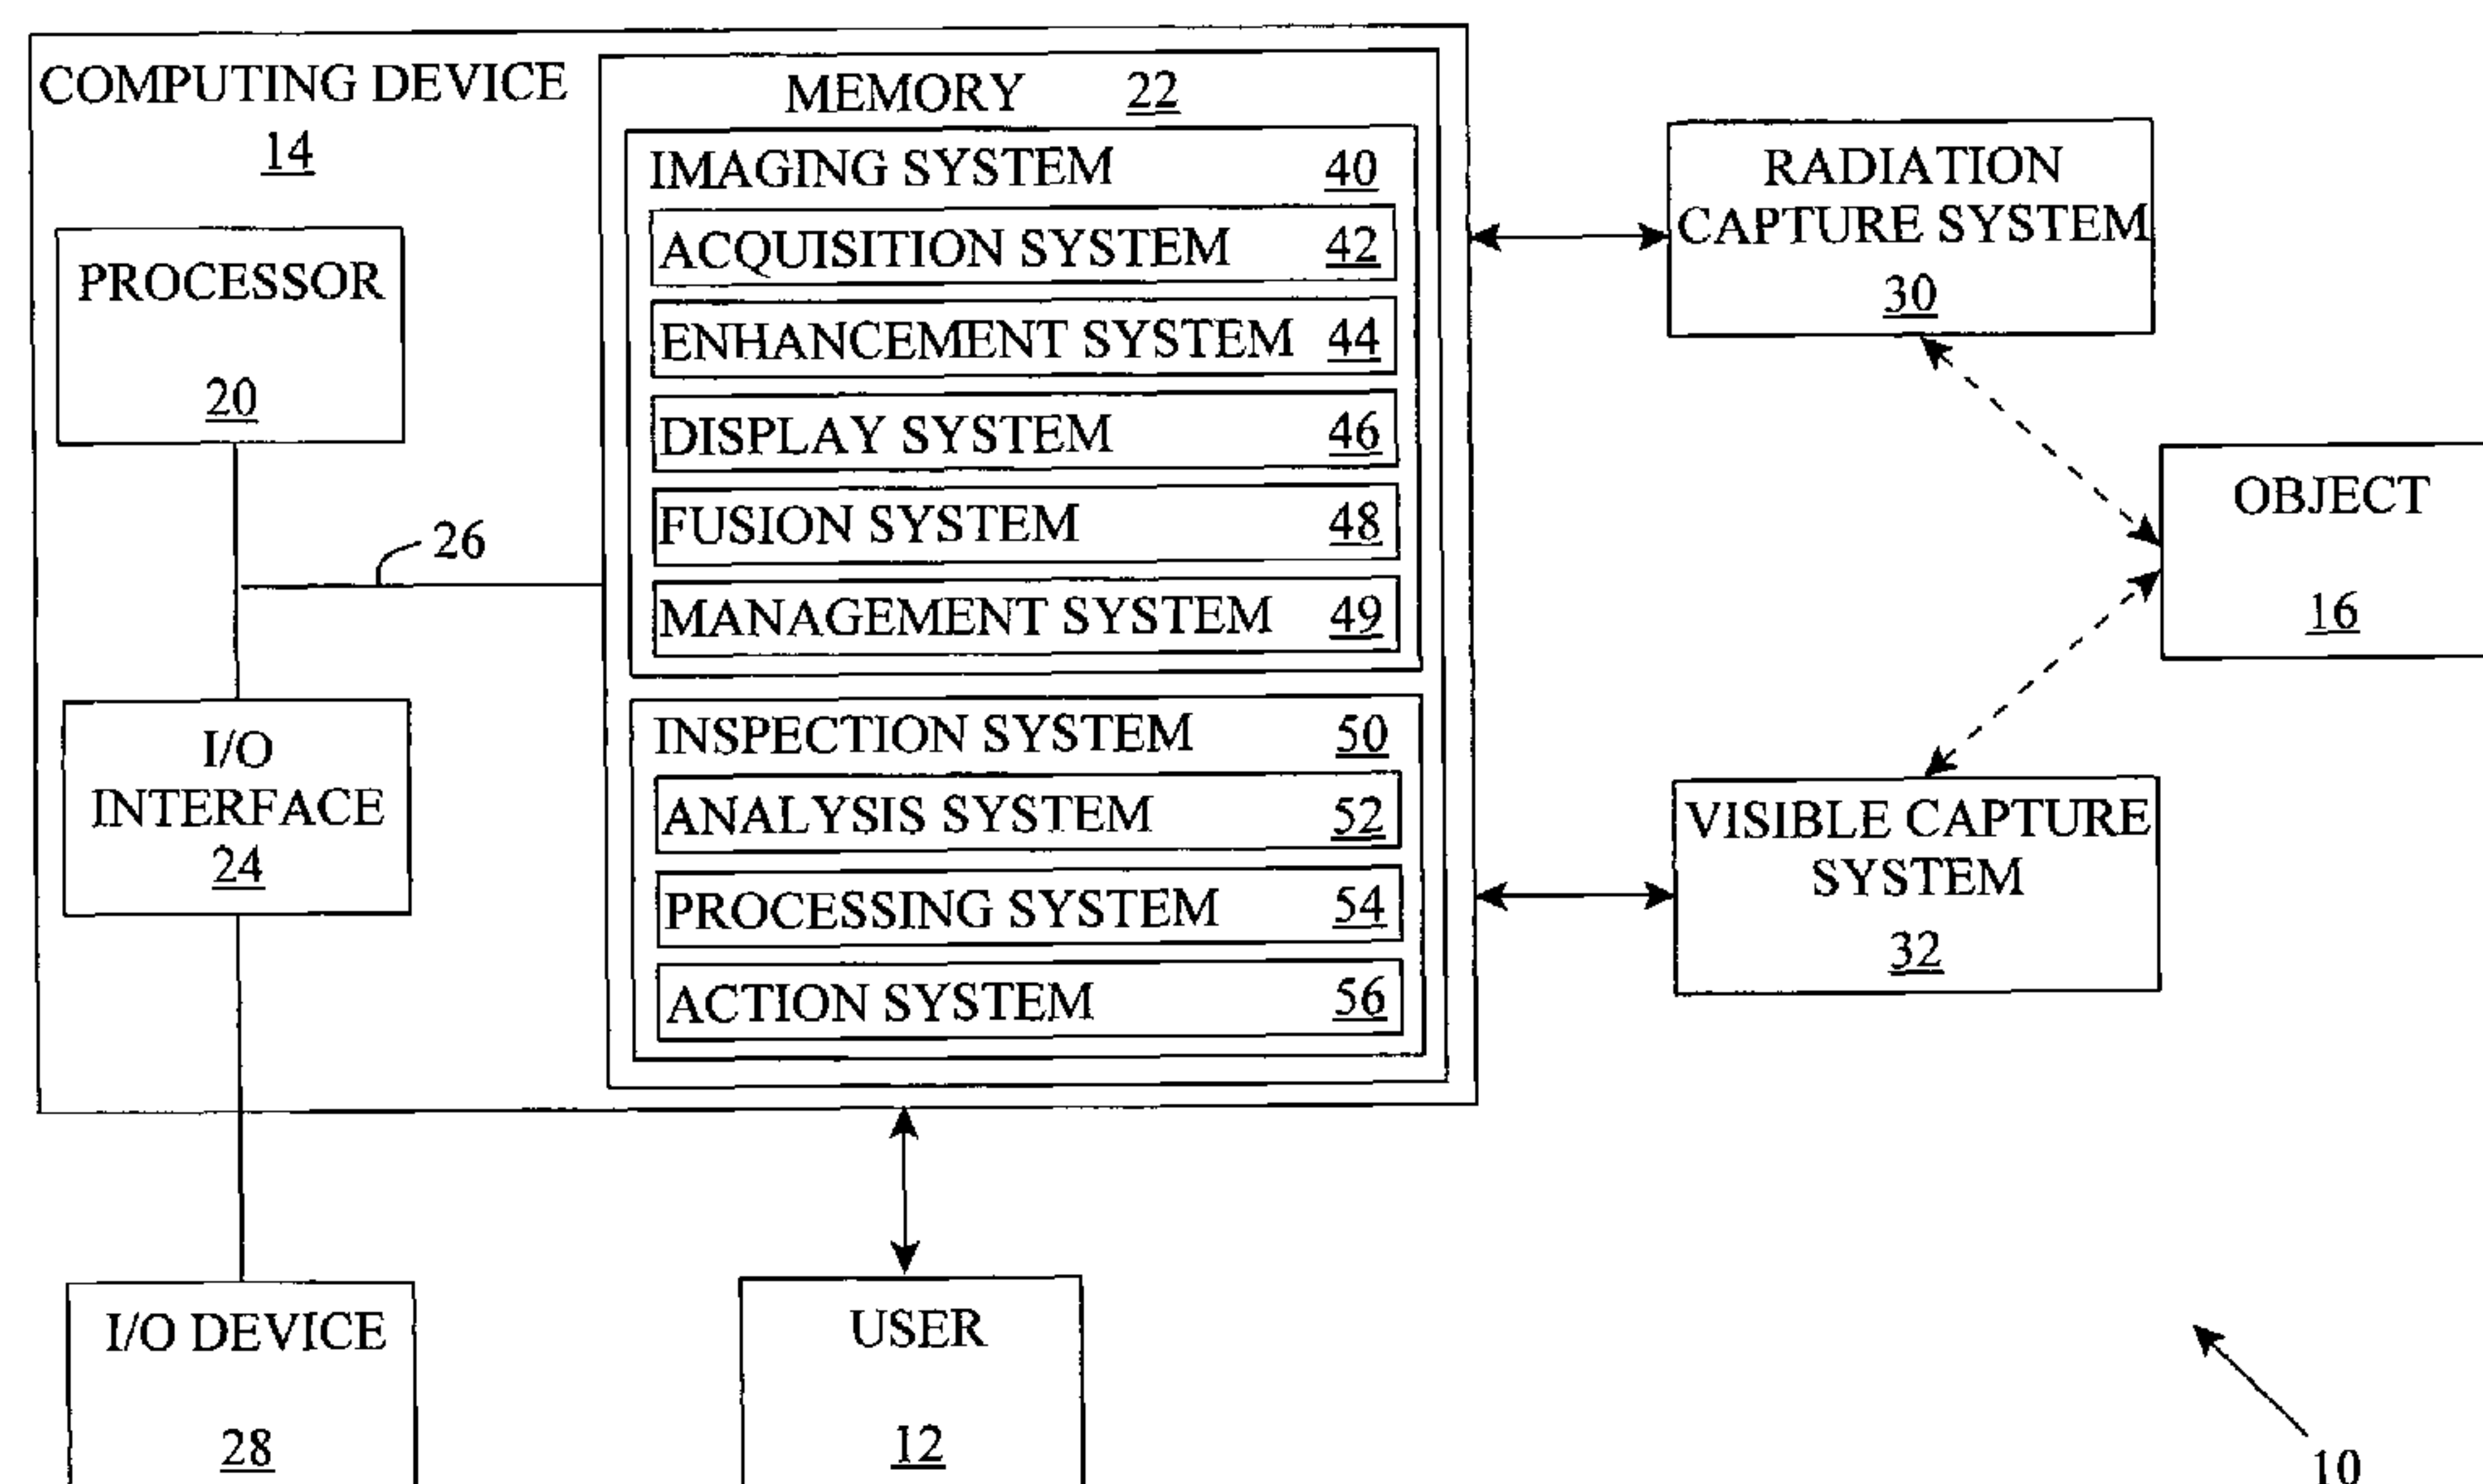 COMPUTING DEVICE
14
PROCESSOR
20
26
I/O
INTERFACE
24
MEMORY 22
IMAGING SYSTEM 40
ACQUISITION SYSTEM 42
ENHANCEMENT SYSTEM 44
DISPLAY SYSTEM 46
FUSION SYSTEM 48
MANAGEMENT SYSTEM 49
INSPECTION SYSTEM 50
ANALYSIS SYSTEM 52
PROCESSING SYSTEM 54
ACTION SYSTEM 56
RADIATION
CAPTURE SYSTEM
30
OBJECT
16
VISIBLE CAPTURE
SYSTEM
32
I/O DEVICE
28
USER
12
10